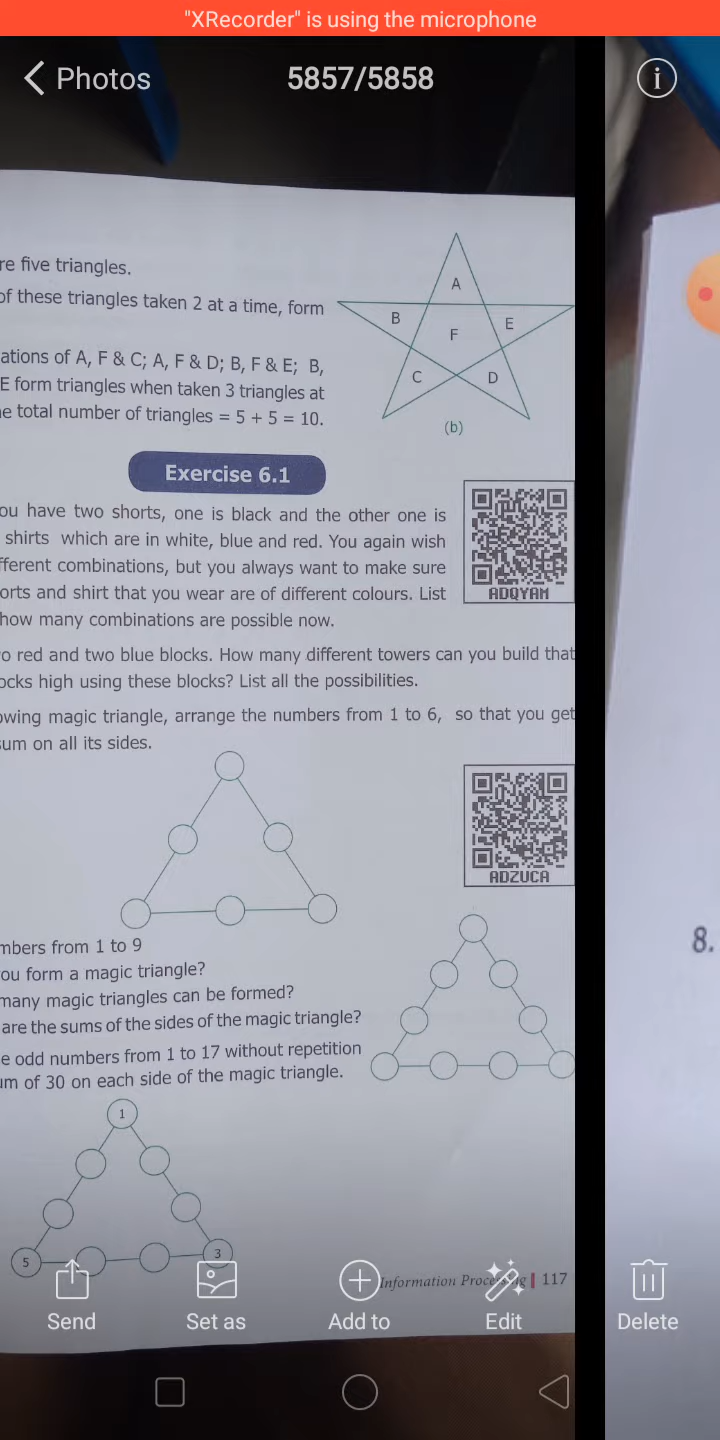 "XRecorder" is using the microphone
Photos
5857/5858
re five triangles.
of these triangles taken 2 at a time, form
ations of A, F & C; A, F & D; B, F & E; B,
E form triangles when taken 3 triangles at
e total number of triangles = 5 + 5 = 10.
A
B
E
F
C
D
(b)
Exercise 6.1
ou have two shorts, one is black and the other one is
shirts which are in white, blue and red. You again wish
fferent combinations, but you always want to make sure
orts and shirt that you wear are of different colours. List
how many combinations are possible now.
ADQYAM
o red and two blue blocks. How many different towers can you build that
ocks high using these blocks? List all the possibilities.
owing magic triangle, arrange the numbers from 1 to 6, so that you get
sum on all its sides.
ADZUCA
mbers from 1 to 9
ou form a magic triangle?
many magic triangles can be formed?
are the sums of the sides of the magic triangle?
e odd numbers from 1 to 17 without repetition
um of 30 on each side of the magic triangle.
1
5
3
8.
Information Processing | 117
Send
Set as
Add to
Edit
Delete